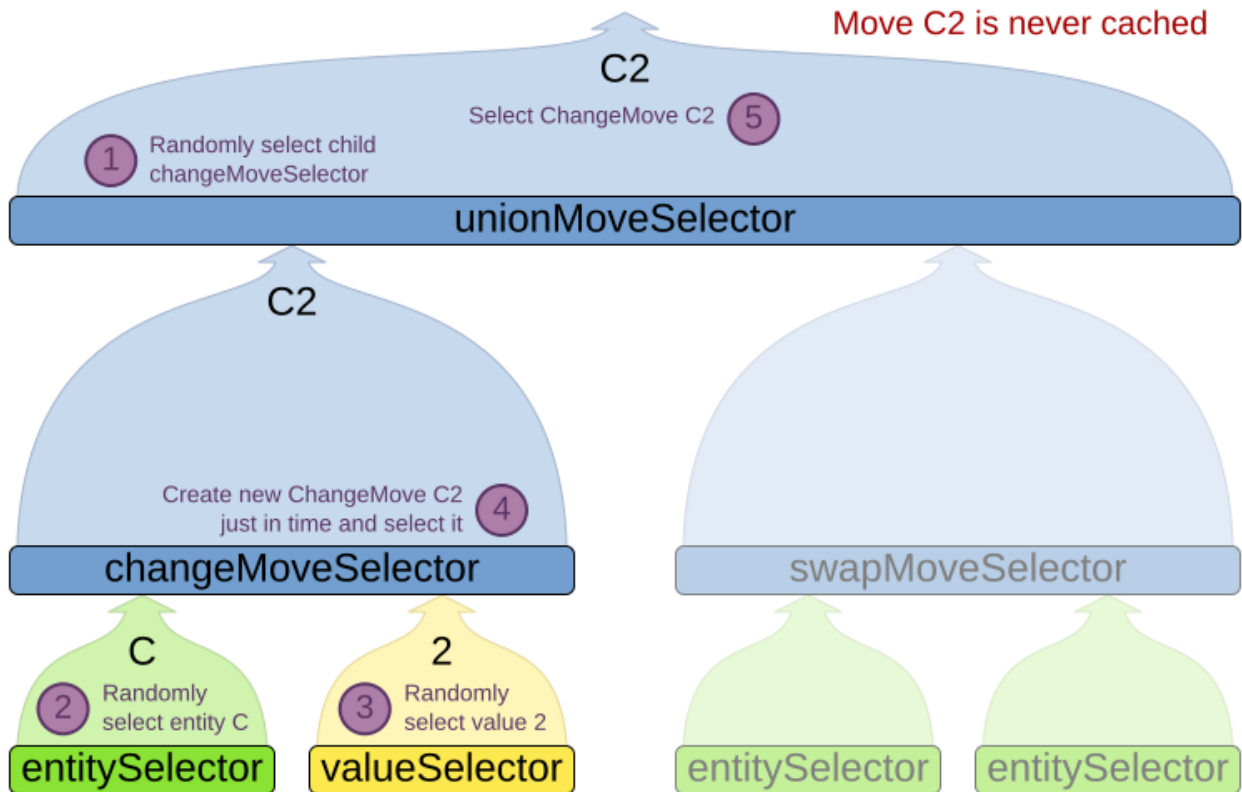 Move C2 is never cached
C2
Select ChangeMove C2 5
1 Randomly select child
changeMoveSelector
unionMoveSelector
C2
Create new ChangeMove C2
just in time and select it
4
changeMoveSelector
swapMoveSelector
C
2 Randomly
select entity C
2
3 Randomly
select value 2
entitySelector
valueSelector
entitySelector
entitySelector